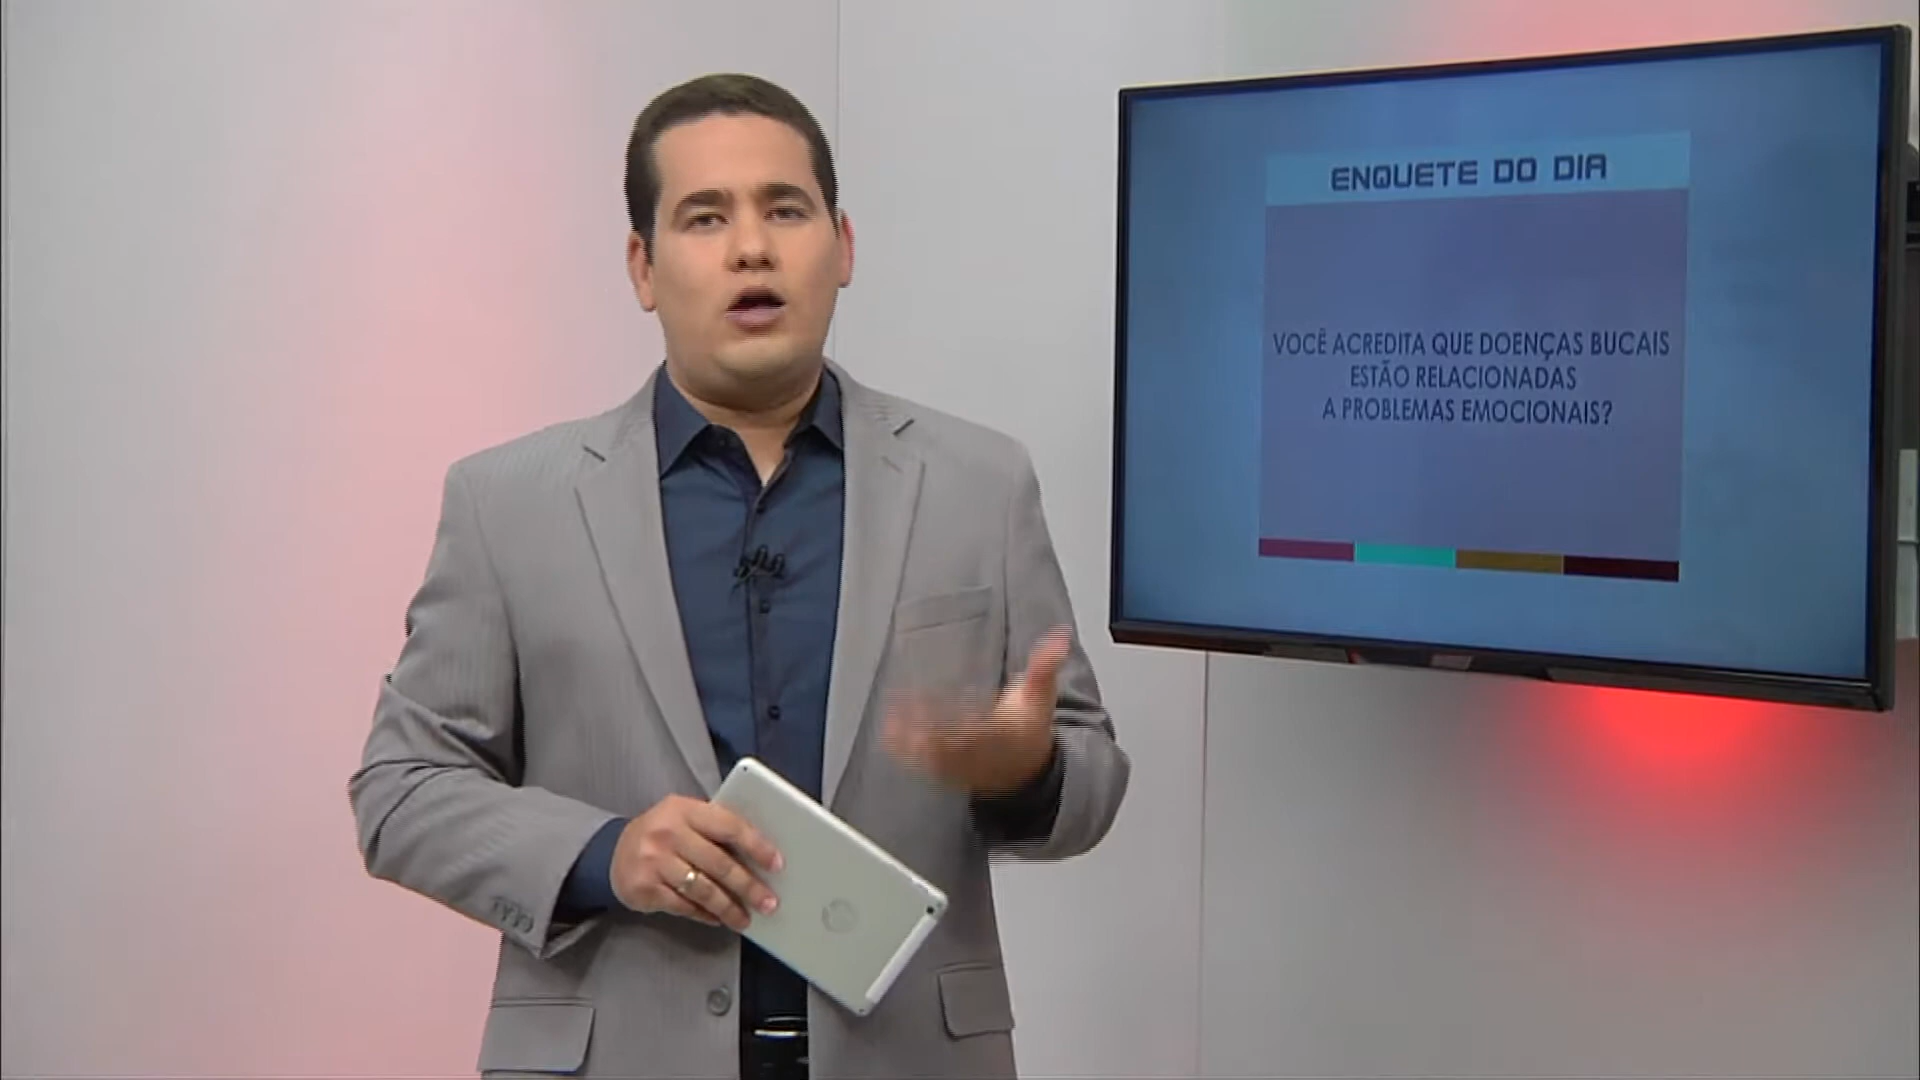 ENQUETE DO DIA
VOCÊ ACREDITA QUE DOENÇAS BUCAIS
ESTÃO RELACIONADAS
A PROBLEMAS EMOCIONAIS?